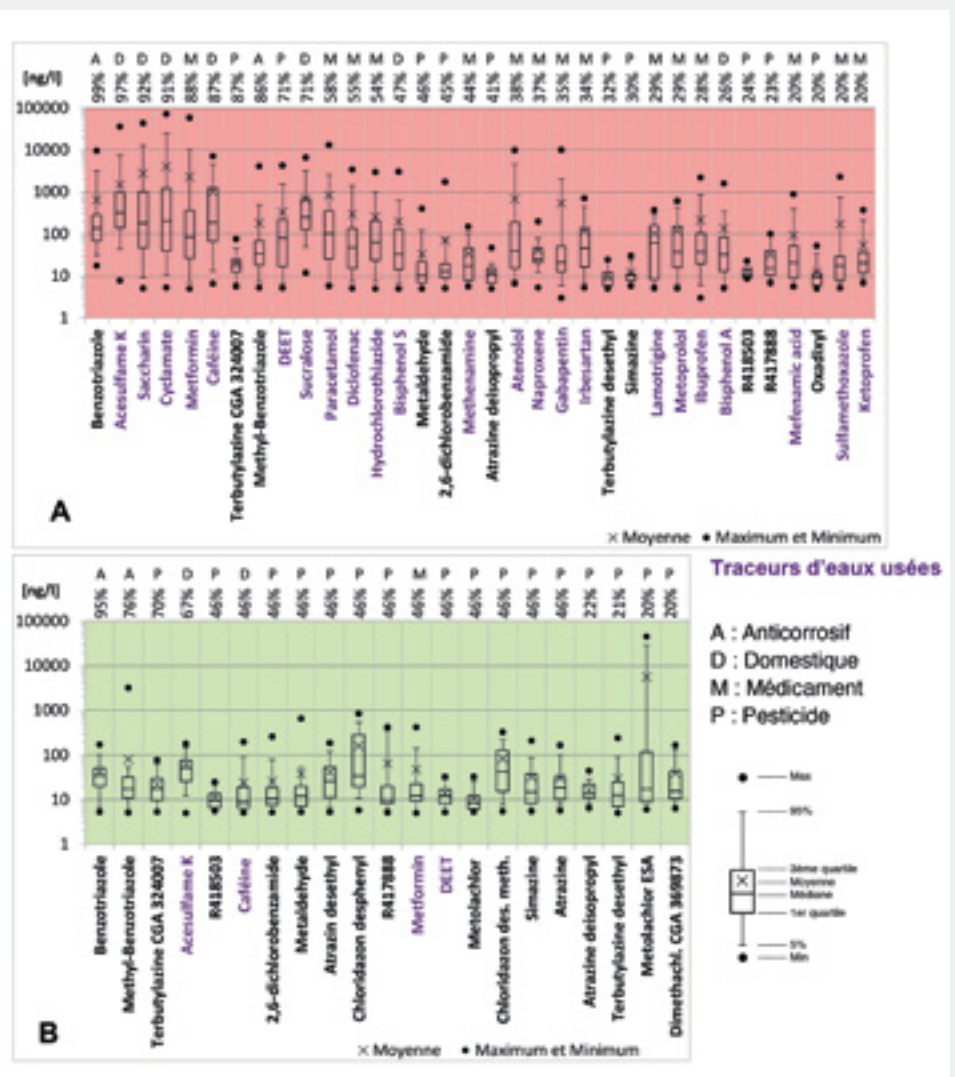 A D D D M D P A P D M M M D P P M P M M M M P P M M M D P P M P M M
[ng/l] 99% 97% 92% 91% 88% 87% 87% 86% 71% 71% 58% 55% 54% 47% 46% 45% 44% 41% 38% 37% 35% 34% 32% 30% 29% 29% 28% 26% 24% 23% 20% 20% 20% 20%
100000
10000
1000
100
10
1
Benzotriazole
Acesulfame K
Saccharin
Cyclamate
Metformin
Caféine
Terbutylazine CGA 324007
Methyl-Benzotriazole
DEET
Sucralose
Paracetamol
Diclofenac
Hydrochlorothiazide
Bisphenol S
Metaldehyde
2,6-dichlorobenzamide
Methenamine
Atrazine deisopropyl
Atenolol
Naproxene
Gabapentin
Irbesartan
Terbutylazine desethyl
Simazine
Lamotrigine
Metoprolol
Ibuprofen
Bisphenol A
R418503
R417888
Mefenamic acid
Oxadixyl
Sulfamethoxazole
Ketoprofen
A
× Moyenne • Maximum et Minimum
A A P D P D P P P P P M P P P P P P P P P
[ng/l] 95% 76% 70% 67% 46% 46% 46% 46% 46% 46% 46% 46% 46% 46% 46% 46% 46% 22% 21% 20% 20%
100000
10000
1000
100
10
1
Benzotriazole
Methyl-Benzotriazole
Terbutylazine CGA 324007
Acesulfame K
R418503
Caféine
2,6-dichlorobenzamide
Metaldehyde
Atrazin desethyl
Chloridazon desphenyl
R417888
Metformin
DEET
Metolachlor
Chloridazon des. meth.
Simazine
Atrazine
Atrazine deisopropyl
Terbutylazine desethyl
Metolachlor ESA
Dimethachl. CGA 369873
B
× Moyenne • Maximum et Minimum
Traceurs d'eaux usées
A : Anticorrosif
D : Domestique
M : Médicament
P : Pesticide
Max
95%
3ème quartile
Moyenne
Médiane
1er quartile
5%
Min